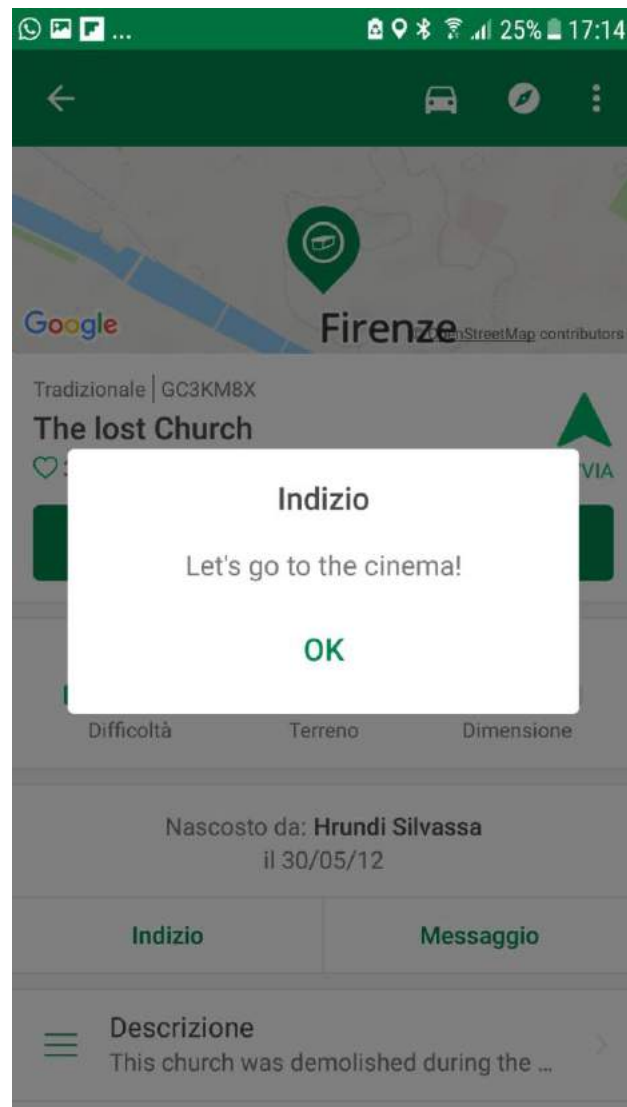 ... 25% 17:14
Google
Firenze
OpenStreetMap contributors
Tradizionale | GC3KM8X
The lost Church
VIA
Indizio
Let's go to the cinema!
OK
Difficoltà Terreno Dimensione
Nascosto da: Hrundi Silvassa
il 30/05/12
Indizio Messaggio
Descrizione
This church was demolished during the ...